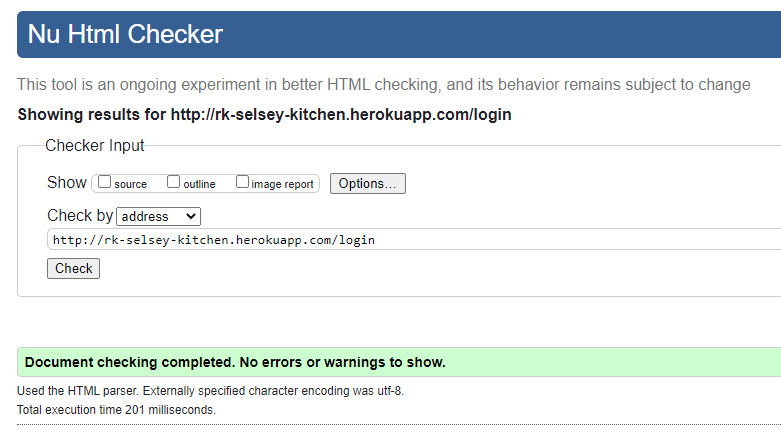 Nu Html Checker
This tool is an ongoing experiment in better HTML checking, and its behavior remains subject to change
Showing results for http://rk-selsey-kitchen.herokuapp.com/login
Checker Input
Show source outline image report Options...
Check by address
http://rk-selsey-kitchen.herokuapp.com/login
Check
Document checking completed. No errors or warnings to show.
Used the HTML parser. Externally specified character encoding was utf-8.
Total execution time 201 milliseconds.